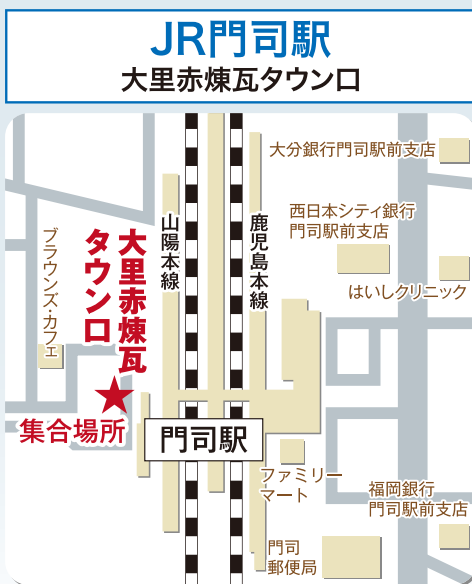 JR門司駅
大里赤煉瓦タウン口
大分銀行門司駅前支店
西日本シティ銀行
門司駅前支店
はいしクリニック
山陽本線
鹿児島本線
ブラウンズ・カフェ
大里赤煉瓦
タウン口
集合場所
門司駅
ファミリー
マート
福岡銀行
門司駅前支店
門司
郵便局